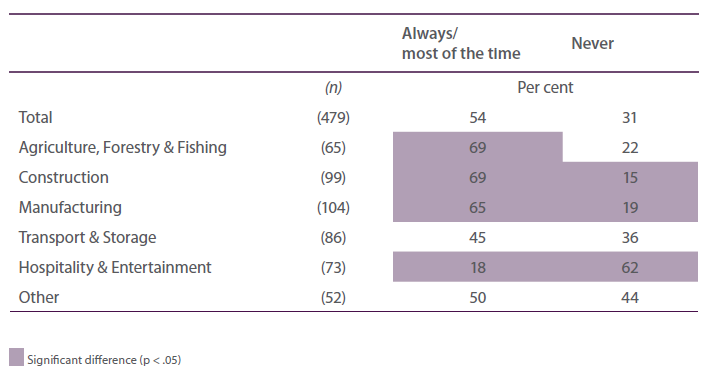 Always/
most of the time Never
(n) Per cent
Total (479) 54 31
Agriculture, Forestry & Fishing (65) 69 22
Construction (99) 69 15
Manufacturing (104) 65 19
Transport & Storage (86) 45 36
Hospitality & Entertainment (73) 18 62
Other (52) 50 44
Significant difference (p < .05)